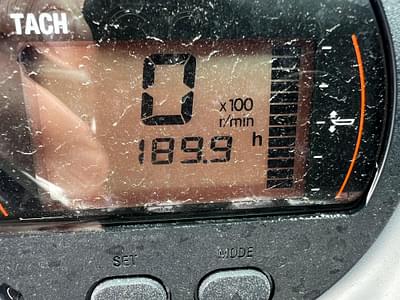 TACH
0
x100
r/min
189.9 h
SET MODE